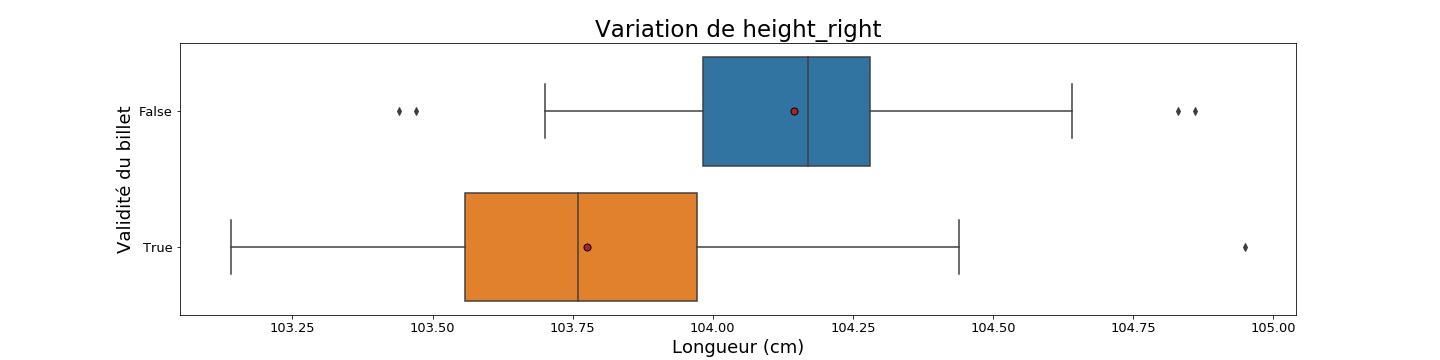 Variation de height_right
Validité du billet
False
True
103.25 103.50 103.75 104.00 104.25 104.50 104.75 105.00
Longueur (cm)